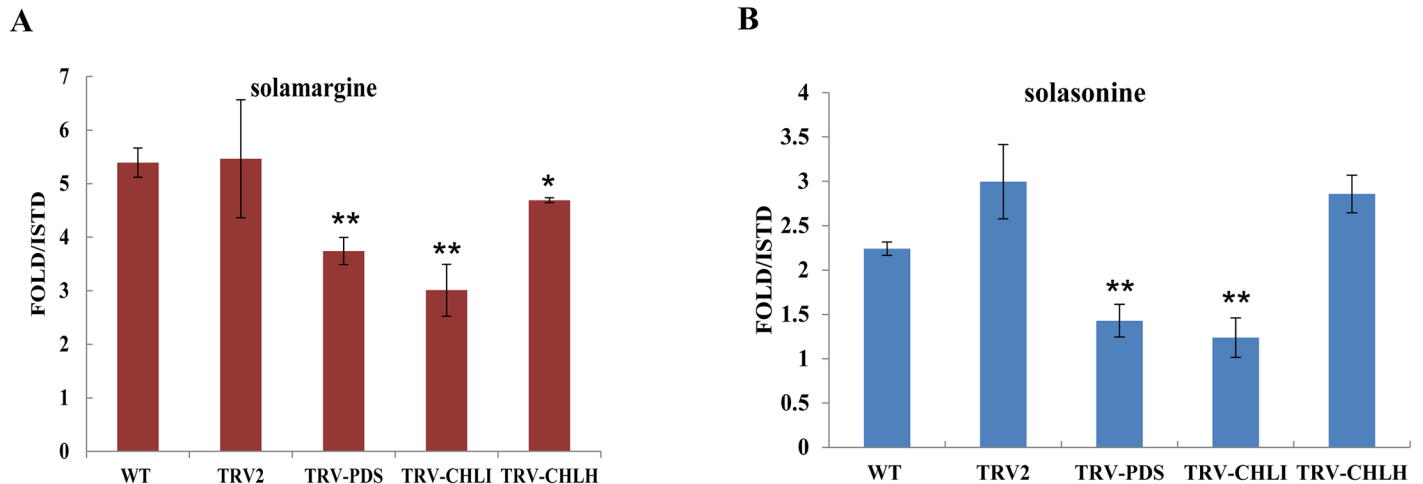 A
solamargine
FOLD/ISTD
7
6
5
4
3
2
1
0
**
**
*
WT
TRV2
TRV-PDS
TRV-CHLI
TRV-CHLH
B
solasonine
FOLD/ISTD
4
3.5
3
2.5
2
1.5
1
0.5
0
**
**
WT
TRV2
TRV-PDS
TRV-CHLI
TRV-CHLH